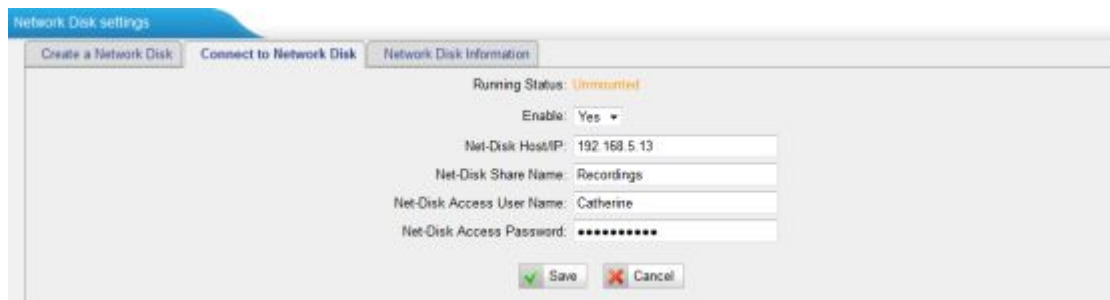 Network Disk settings
Create a Network Disk Connect to Network Disk Network Disk Information
Running Status: Unmounted
Enable: Yes
Net-Disk Host/IP: 192.168.5.13
Net-Disk Share Name: Recordings
Net-Disk Access User Name: Catherine
Net-Disk Access Password: ••••••••••
Save Cancel